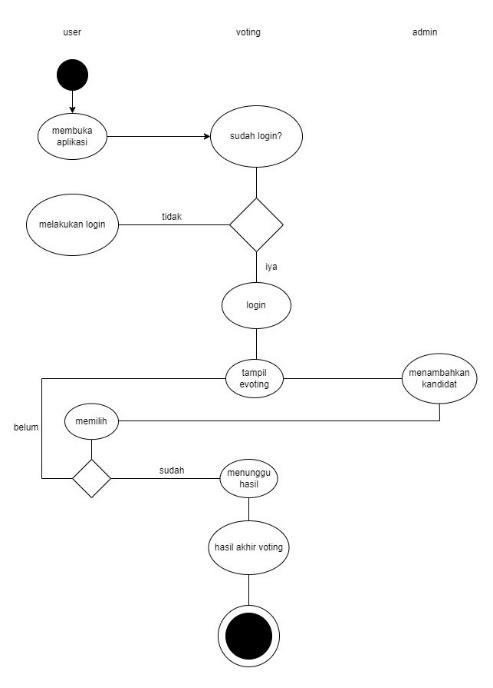 user
voting
admin
membuka
aplikasi
sudah login?
melakukan login
tidak
iya
login
tampil
evoting
menambahkan
kandidat
memilih
belum
sudah
menunggu
hasil
hasil akhir voting